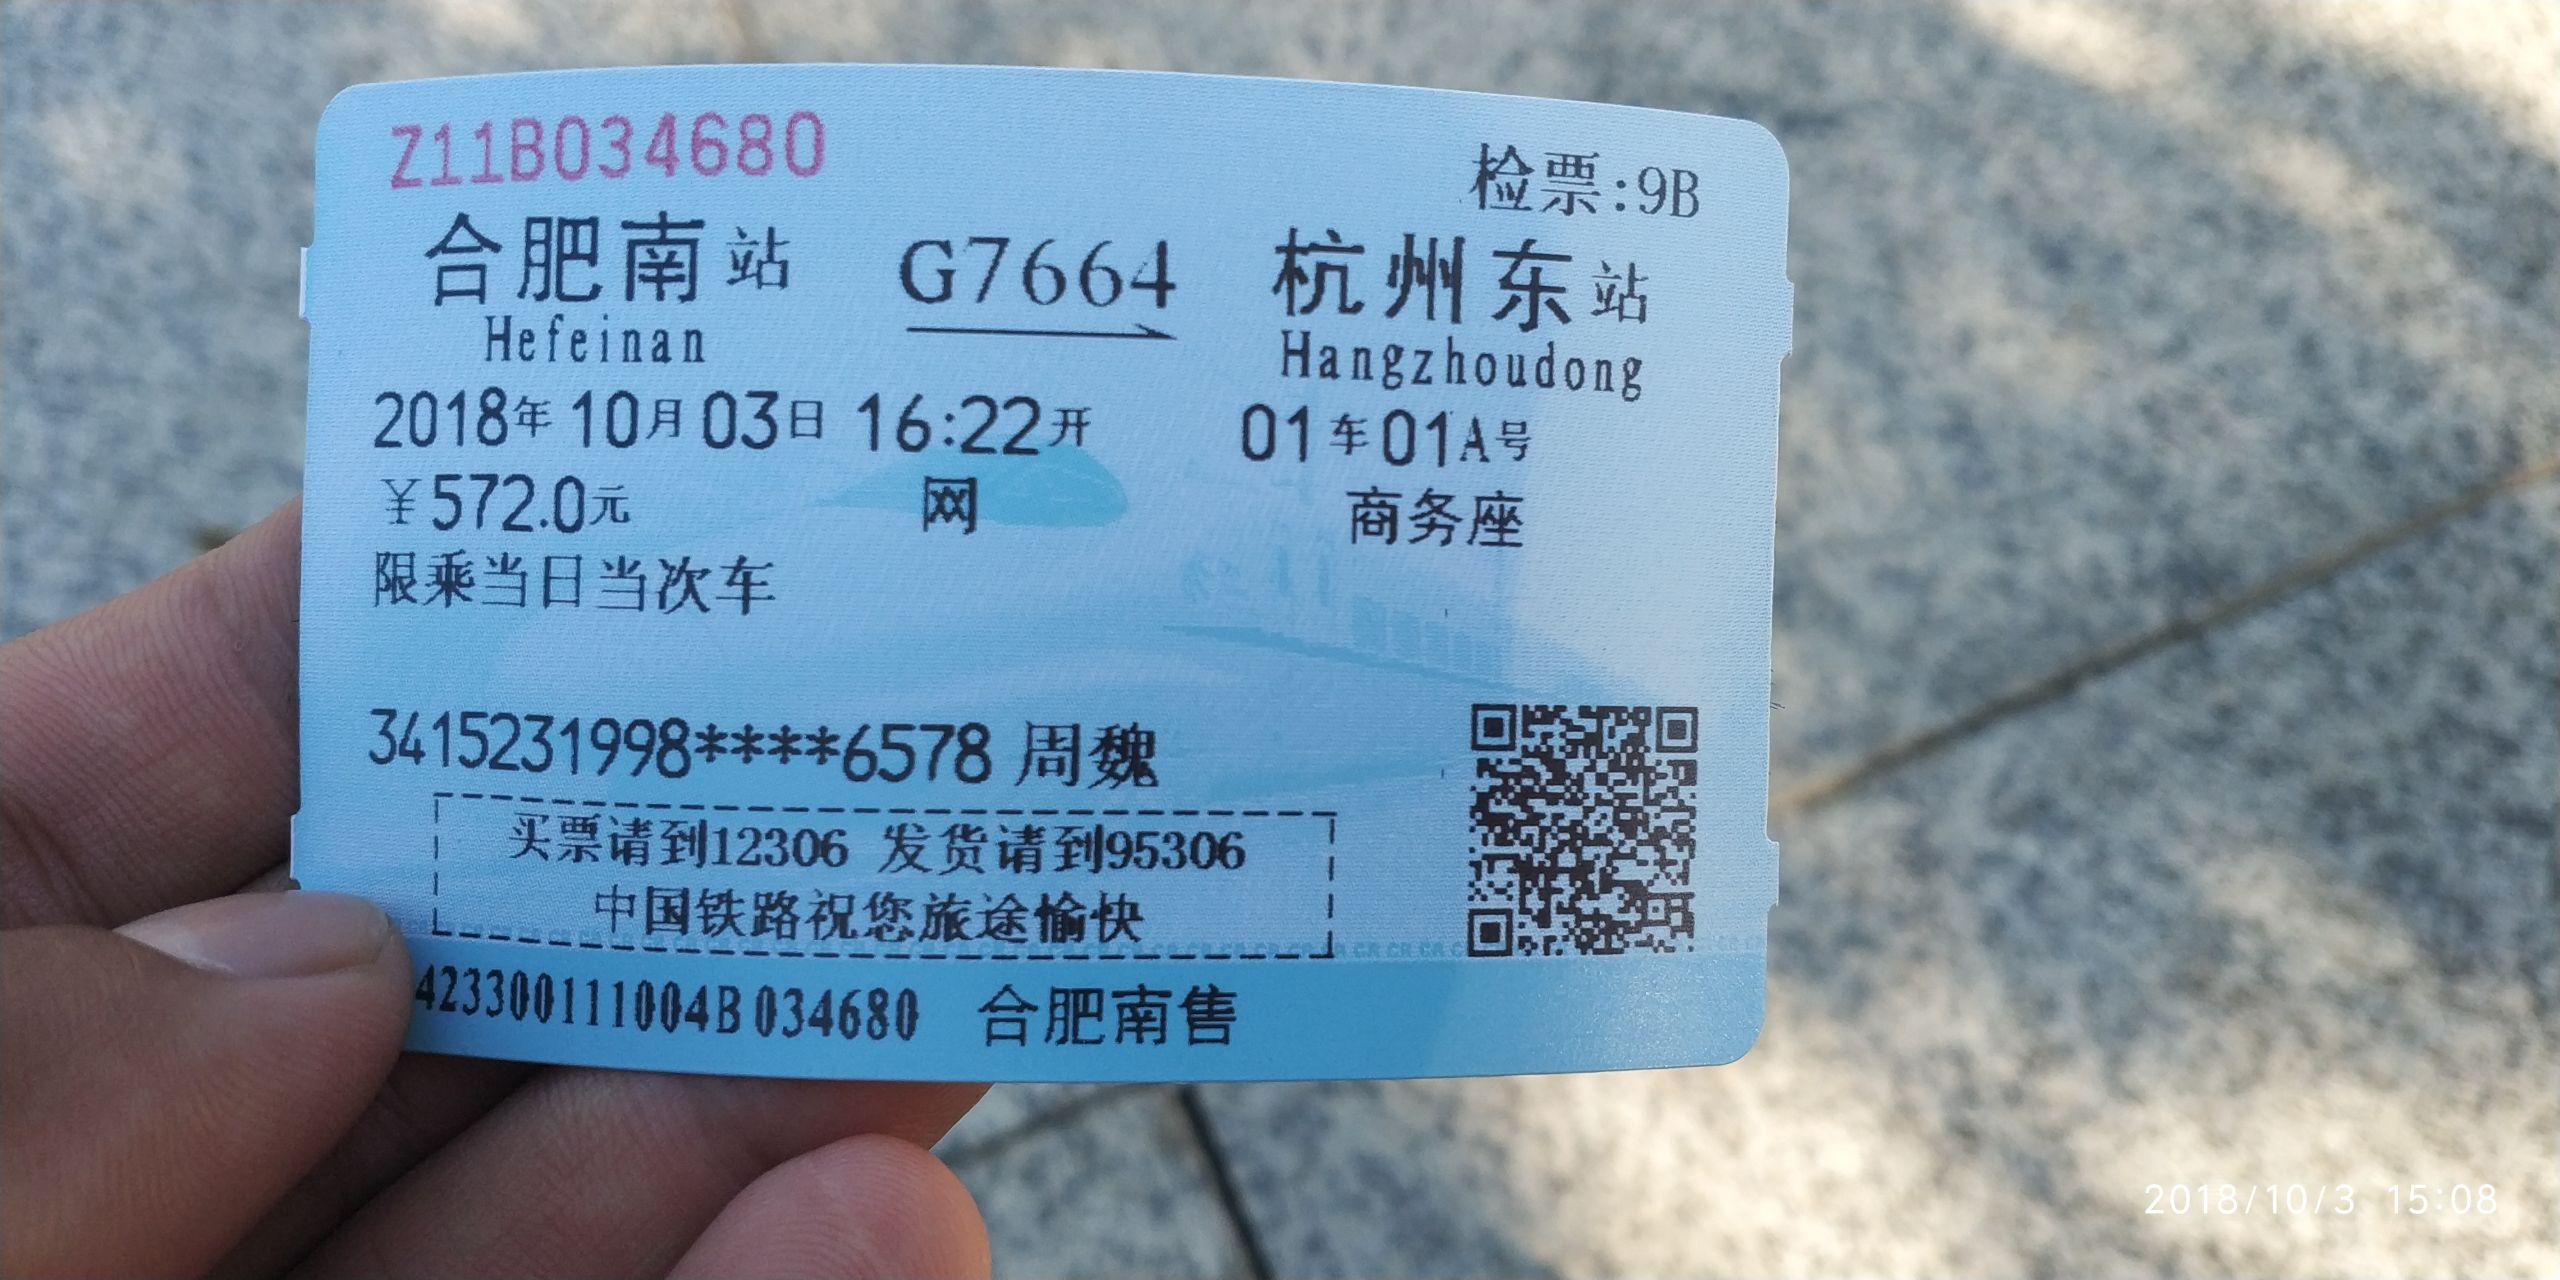 Z11B034680
检票:9B
合肥南站 G7664 杭州东站
Hefeinan Hangzhoudong
2018年10月03日 16:22开 01车01A号
￥572.0元 网 商务座
限乘当日当次车
3415231998****6578 周魏
买票请到12306 发货请到95306
中国铁路祝您旅途愉快
423300111004B034680 合肥南售
2018/10/3 15:08